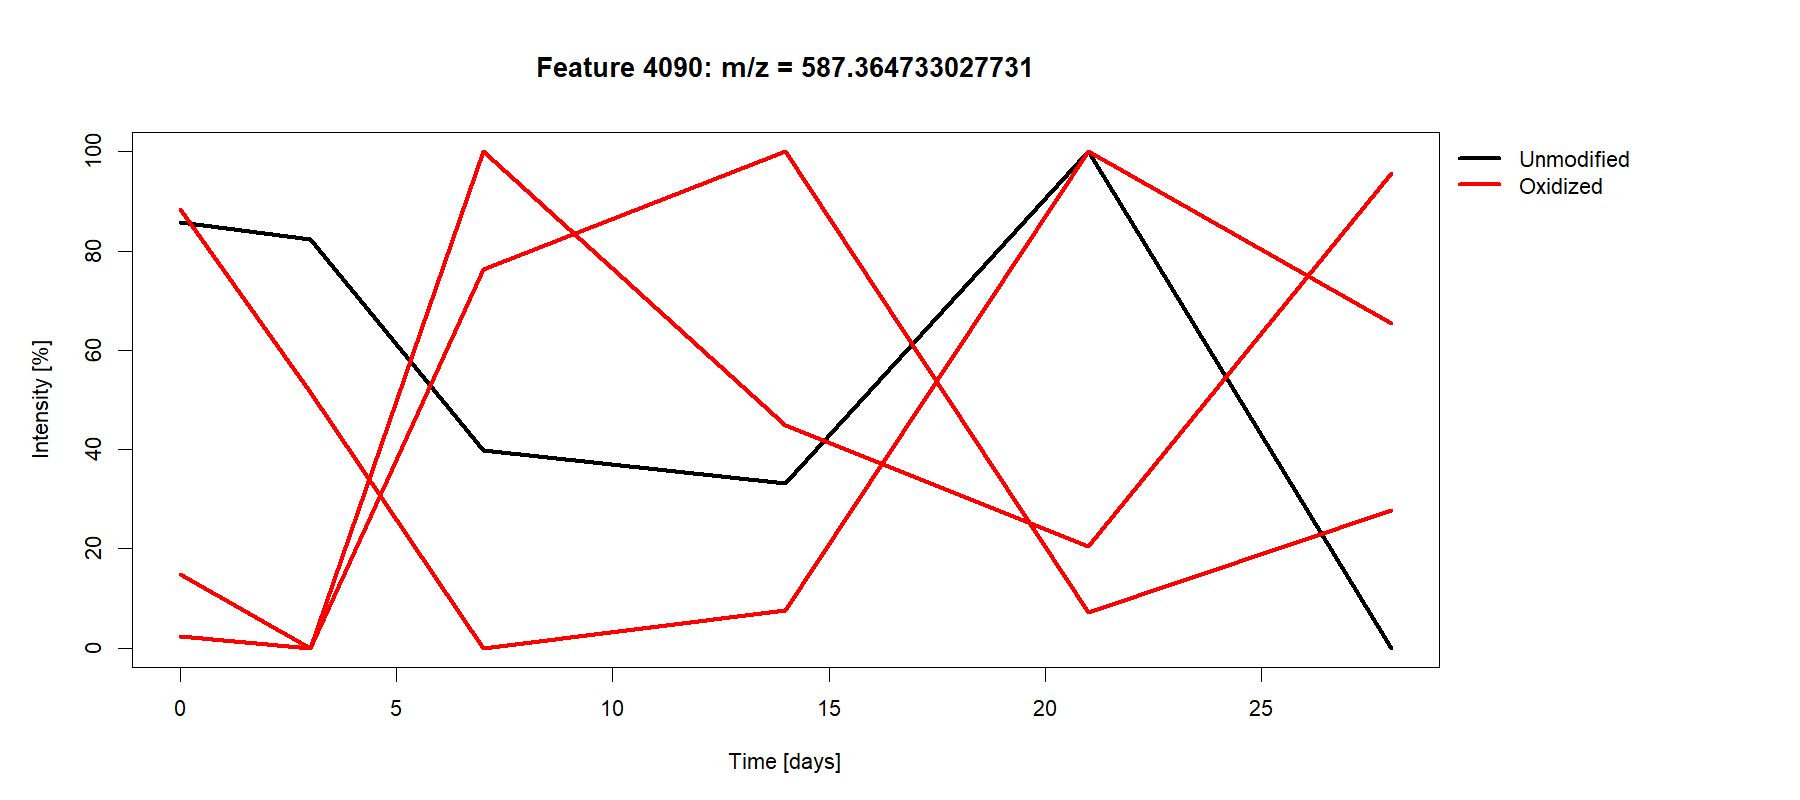 Feature 4090: m/z = 587.364733027731
Unmodified
Oxidized
100
80
60
40
20
0
Intensity [%]
0 5 10 15 20 25
Time [days]